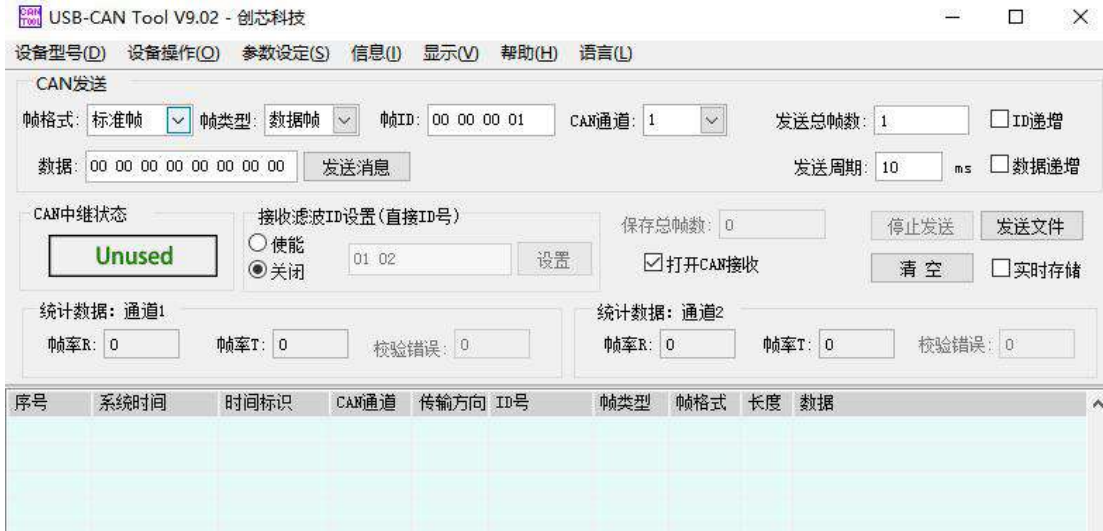 CAN TOOL USB-CAN Tool V9.02 - 创芯科技
设备型号(D) 设备操作(O) 参数设定(S) 信息(I) 显示(V) 帮助(H) 语言(L)
CAN发送
帧格式: 标准帧 帧类型: 数据帧 帧ID: 00 00 00 01 CAN通道: 1 发送总帧数: 1 ID递增
数据: 00 00 00 00 00 00 00 00 发送消息 发送周期: 10 ms 数据递增
CAN中继状态 接收滤波ID设置(直接ID号) 保存总帧数: 0 停止发送 发送文件
Unused 使能 01 02 设置 打开CAN接收 清 空 实时存储
关闭
统计数据: 通道1 统计数据: 通道2
帧率R: 0 帧率T: 0 校验错误: 0 帧率R: 0 帧率T: 0 校验错误: 0
序号 系统时间 时间标识 CAN通道 传输方向 ID号 帧类型 帧格式 长度 数据